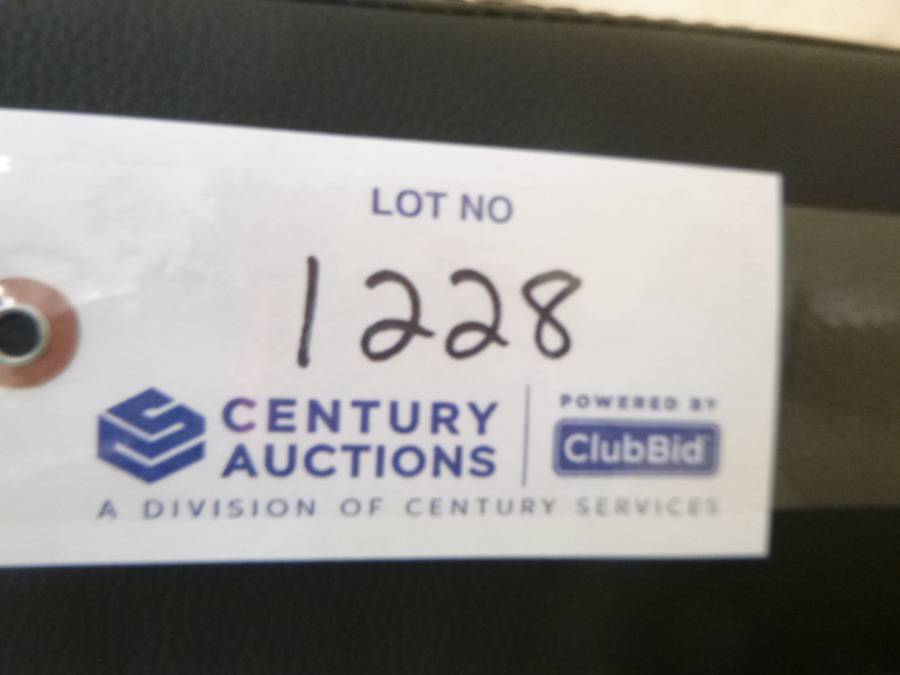 LOT NO
1228
CENTURY
AUCTIONS
POWERED BY
ClubBid
A DIVISION OF CENTURY SERVICES